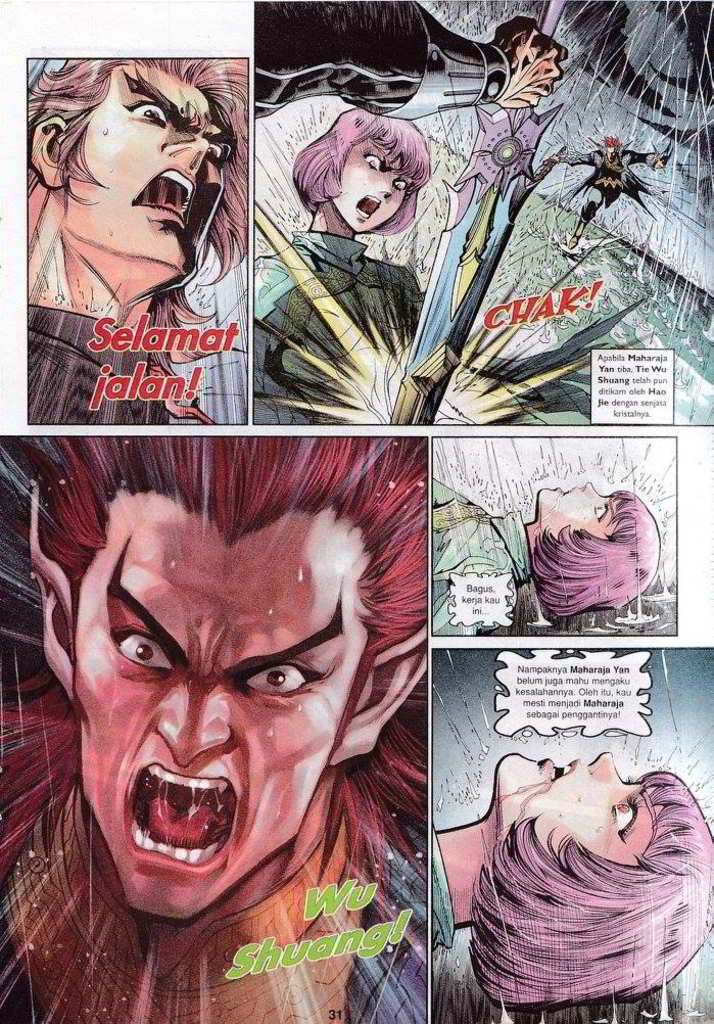 Selamat
jalan!
CHAK!
Apabila Maharaja
Yan tiba, Tie Wu
Shuang telah pun
ditikam oleh Hao
Jie dengan senjata
kristalnya.
Wu
Shuang!
Bagus,
kerja kau
ini...
Nampaknya Maharaja Yan
belum juga mahu mengaku
kesalahannya. Oleh itu, kau
mesti menjadi Maharaja
sebagai penggantinya!
31